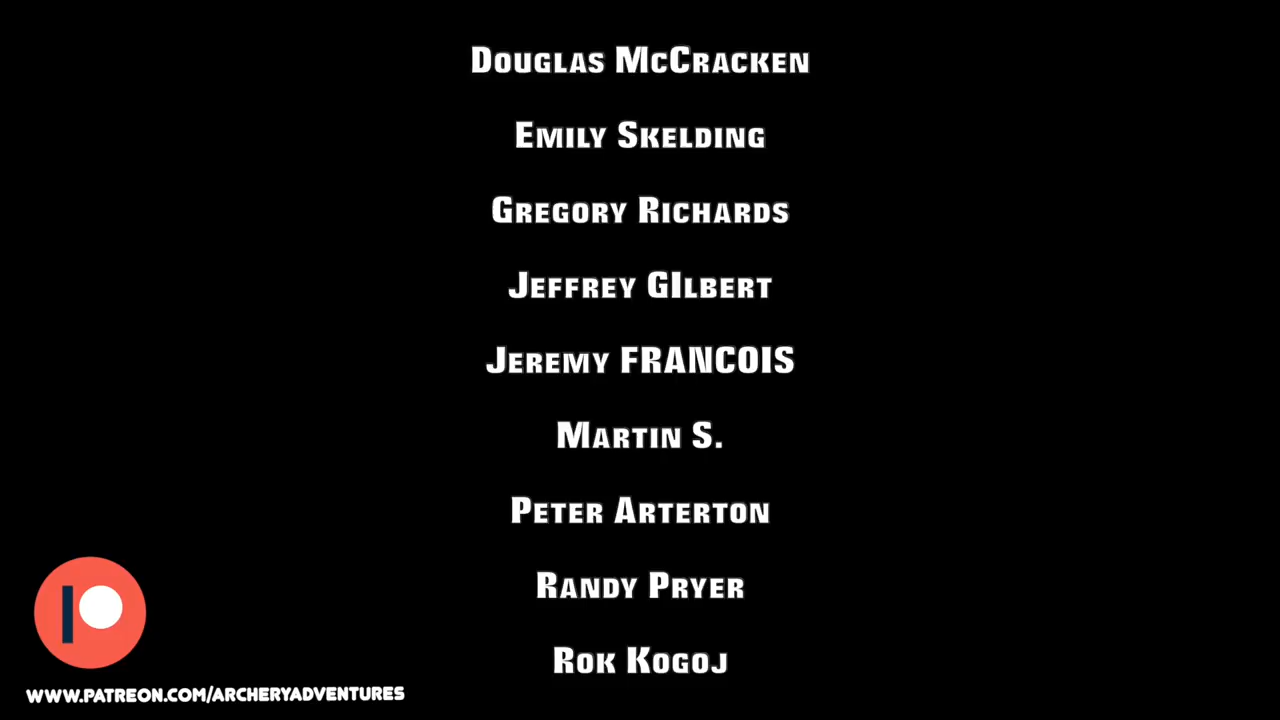 Douglas McCracken
Emily Skelding
Gregory Richards
Jeffrey GIlbert
Jeremy FRANCOIS
Martin S.
Peter Arterton
Randy Pryer
Rok Kogoj
WWW.PATREON.COM/ARCHERYADVENTURES